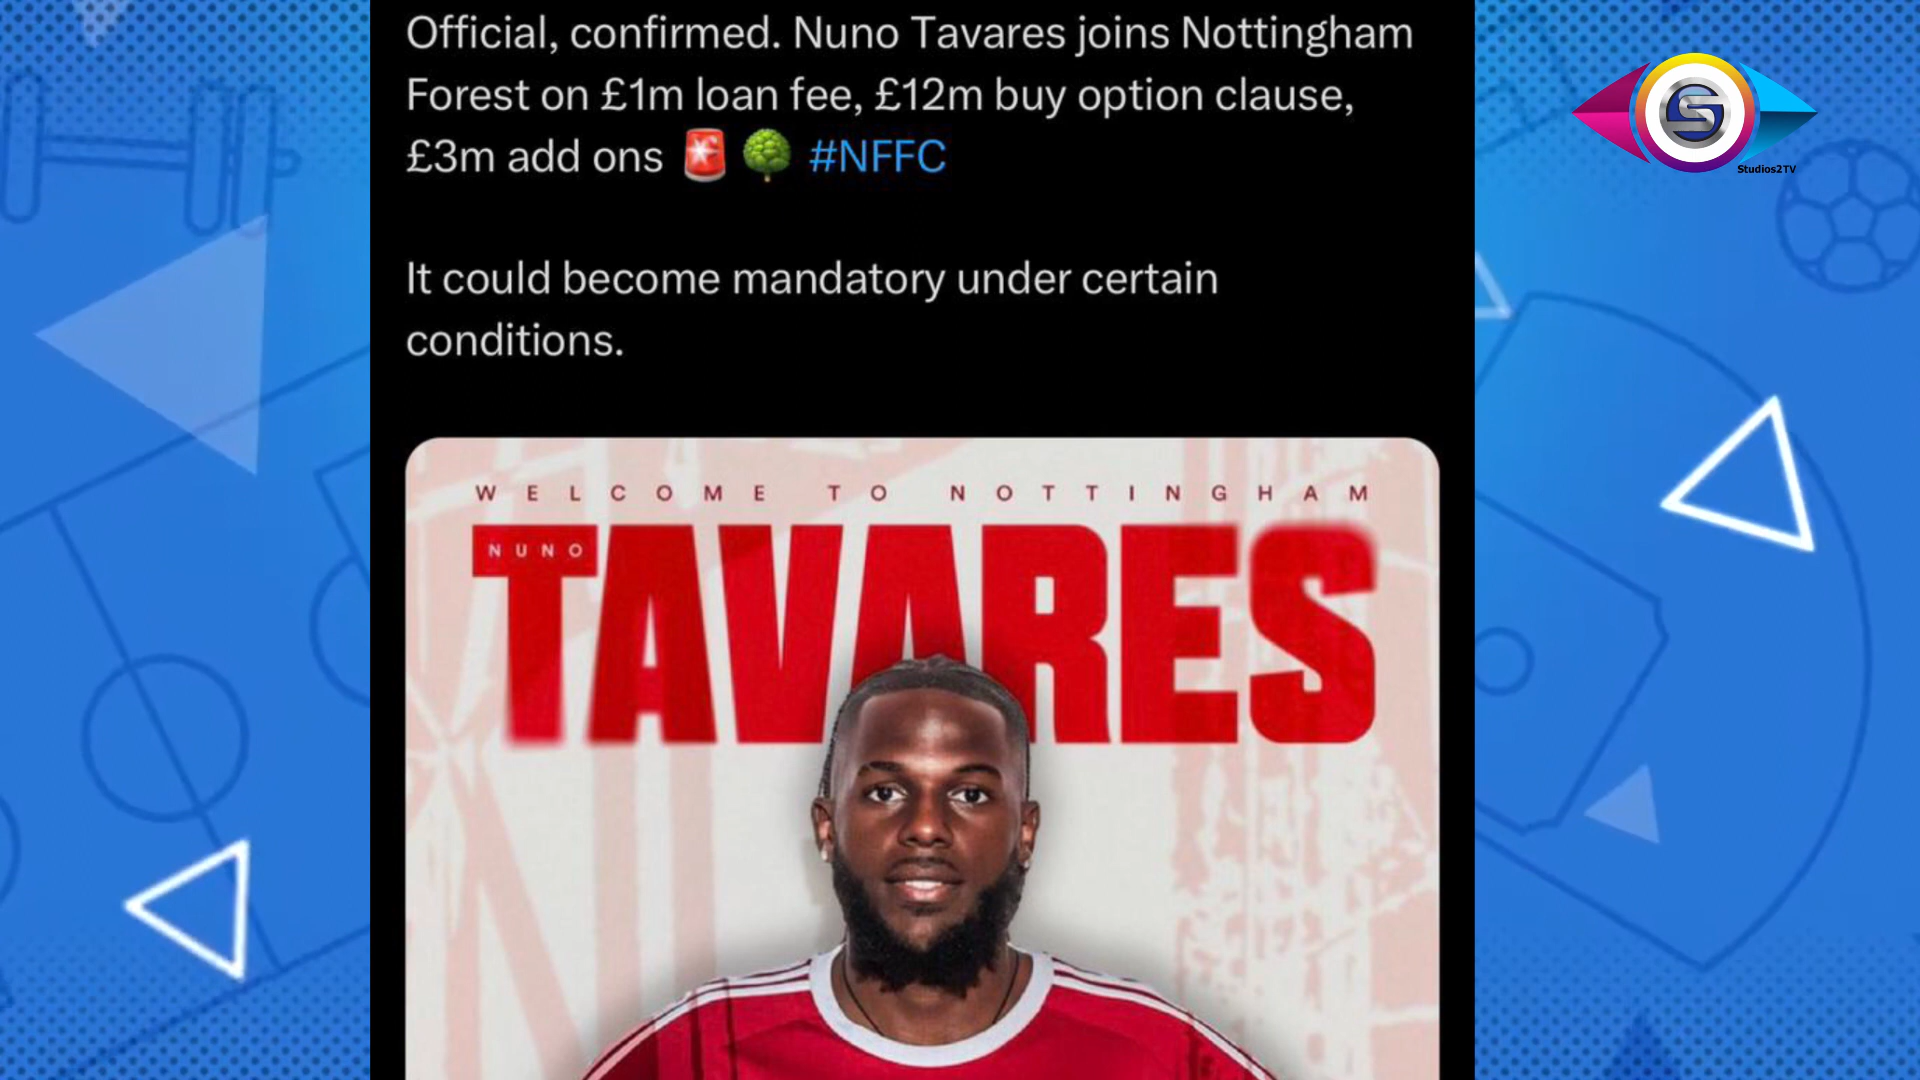 Official, confirmed. Nuno Tavares joins Nottingham
Forest on £1m loan fee, £12m buy option clause,
£3m add ons 🚨 🌳 #NFFC
It could become mandatory under certain
conditions.
WELCOME TO NOTTINGHAM
NUNO
TAVARES
S
Studios2TV